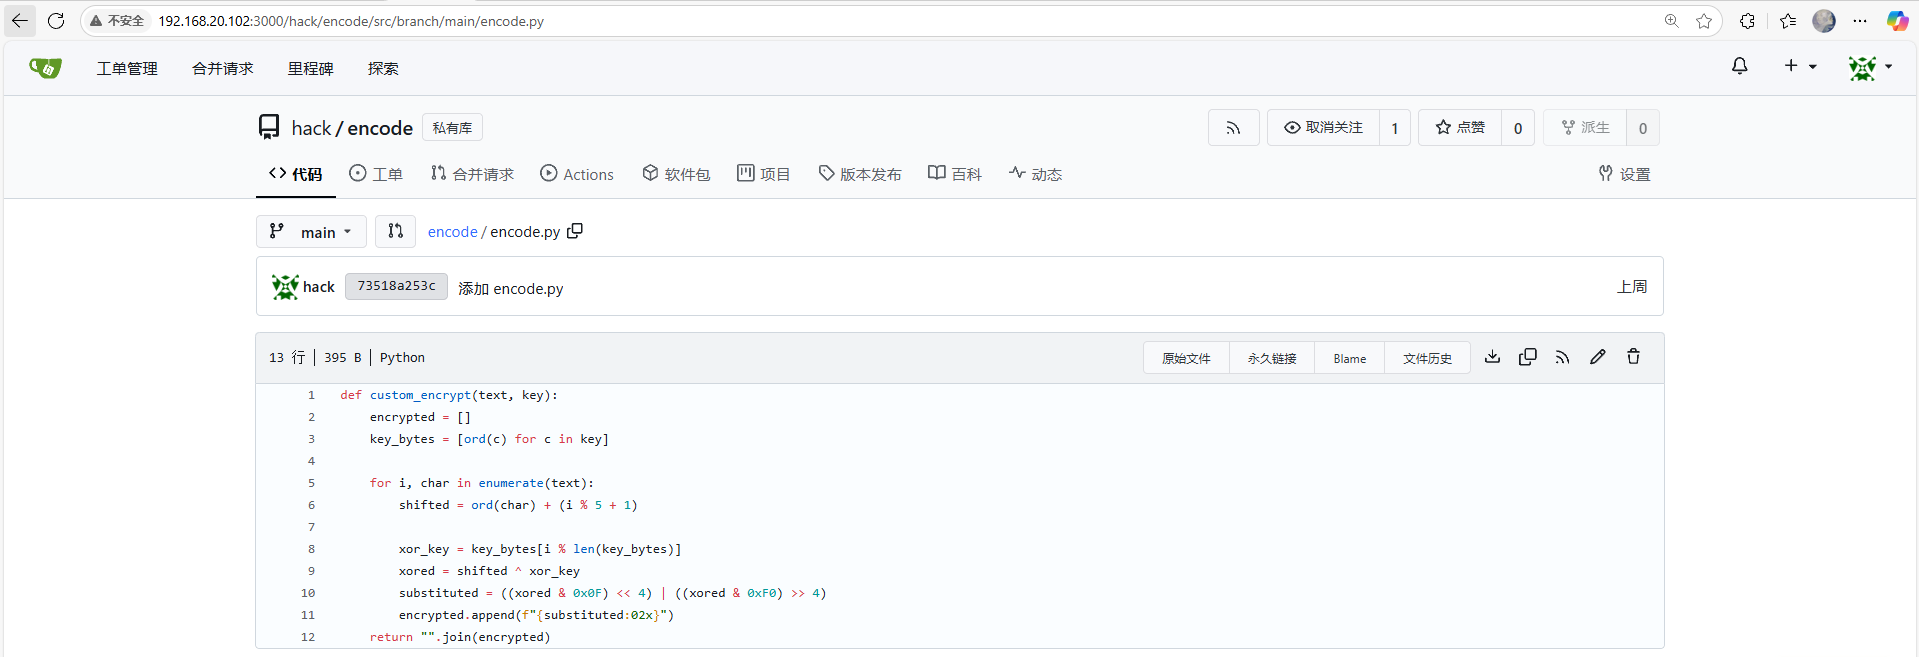 不安全 192.168.20.102:3000/hack/encode/src/branch/main/encode.py
工单管理 合并请求 里程碑 探索
hack / encode 私有库 取消关注 1 点赞 0 派生 0
代码 工单 合并请求 Actions 软件包 项目 版本发布 百科 动态 设置
main encode / encode.py
hack 73518a253c 添加 encode.py 上周
13 行 395 B Python 原始文件 永久链接 Blame 文件历史
1 def custom_encrypt(text, key):
2     encrypted = []
3     key_bytes = [ord(c) for c in key]
4
5     for i, char in enumerate(text):
6         shifted = ord(char) + (i % 5 + 1)
7
8         xor_key = key_bytes[i % len(key_bytes)]
9         xored = shifted ^ xor_key
10         substituted = ((xored & 0x0F) << 4) | ((xored & 0xF0) >> 4)
11         encrypted.append(f"{substituted:02x}")
12     return "".join(encrypted)